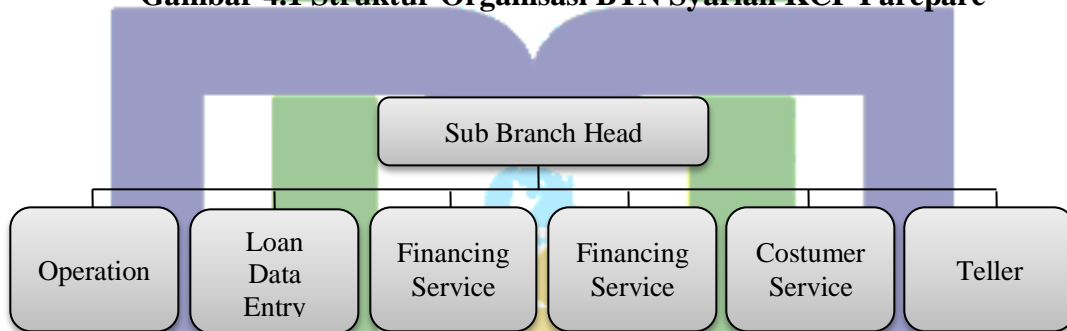 Gambar 4.1 Struktur Organisasi BTN Syariah KCP Parepare
Sub Branch Head
Operation
Loan
Data
Entry
Financing
Service
Financing
Service
Costumer
Service
Teller